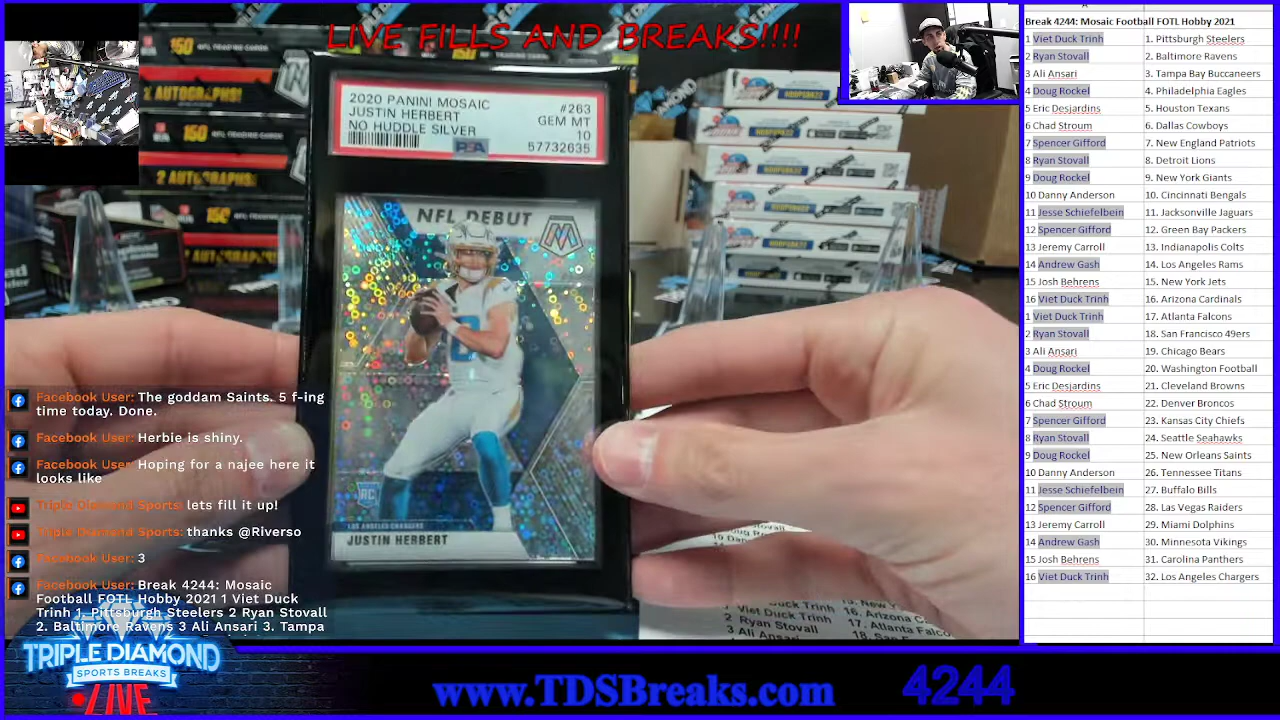 LIVE FILLS AND BREAKS!!!!
150
2 AUTOGRAPHS!
150
2 AUTOGRAPHS!
150
2020 PANINI MOSAIC #263
JUSTIN HERBERT GEM MT
NO HUDDLE SILVER 10
PSA 57732635
NFL DEBUT
RC
LOS ANGELES CHARGERS
JUSTIN HERBERT
Facebook User: The goddam Saints. 5 f-ing
time today. Done.
Facebook User: Herbie is shiny.
Facebook User: Hoping for a najee here it
looks like
Triple Diamond Sports: lets fill it up!
Triple Diamond Sports: thanks @Riverso
Facebook User: 3
Facebook User: Break 4244: Mosaic
Football FOTL Hobby 2021 1 Viet Duck
Trinh 1. Pittsburgh Steelers 2 Ryan Stovall
2. Baltimore Ravens 3 Ali Ansari 3. Tampa
TRIPLE DIAMOND
SPORTS BREAKS
LIVE
www.TDSBreaks.com
4244
A
Break 4244: Mosaic Football FOTL Hobby 2021
1 Viet Duck Trinh 1. Pittsburgh Steelers
2 Ryan Stovall 2. Baltimore Ravens
3 Ali Ansari 3. Tampa Bay Buccaneers
4 Doug Rockel 4. Philadelphia Eagles
5 Eric Desjardins 5. Houston Texans
6 Chad Stroum 6. Dallas Cowboys
7 Spencer Gifford 7. New England Patriots
8 Ryan Stovall 8. Detroit Lions
9 Doug Rockel 9. New York Giants
10 Danny Anderson 10. Cincinnati Bengals
11 Jesse Schiefelbein 11. Jacksonville Jaguars
12 Spencer Gifford 12. Green Bay Packers
13 Jeremy Carroll 13. Indianapolis Colts
14 Andrew Gash 14. Los Angeles Rams
15 Josh Behrens 15. New York Jets
16 Viet Duck Trinh 16. Arizona Cardinals
1 Viet Duck Trinh 17. Atlanta Falcons
2 Ryan Stovall 18. San Francisco 49ers
3 Ali Ansari 19. Chicago Bears
4 Doug Rockel 20. Washington Football
5 Eric Desjardins 21. Cleveland Browns
6 Chad Stroum 22. Denver Broncos
7 Spencer Gifford 23. Kansas City Chiefs
8 Ryan Stovall 24. Seattle Seahawks
9 Doug Rockel 25. New Orleans Saints
10 Danny Anderson 26. Tennessee Titans
11 Jesse Schiefelbein 27. Buffalo Bills
12 Spencer Gifford 28. Las Vegas Raiders
13 Jeremy Carroll 29. Miami Dolphins
14 Andrew Gash 30. Minnesota Vikings
15 Josh Behrens 31. Carolina Panthers
16 Viet Duck Trinh 32. Los Angeles Chargers